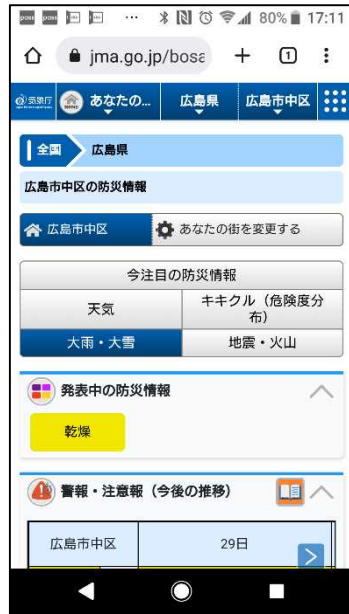 80% 17:11
jma.go.jp/bosa 1
気象庁 あなたの... 広島県 広島市中区
全国 広島県
広島市中区の防災情報
広島市中区 あなたの街を変更する
今注目の防災情報
天気 キキクル（危険度分
布）
大雨・大雪 地震・火山
発表中の防災情報
乾燥
警報・注意報（今後の推移）
広島市中区 29日